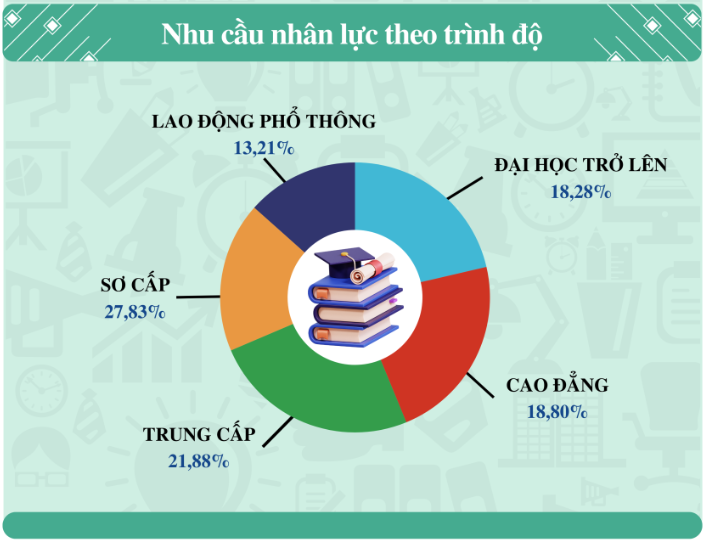 Nhu cầu nhân lực theo trình độ
LAO ĐỘNG PHỔ THÔNG
13,21%
ĐẠI HỌC TRỞ LÊN
18,28%
SƠ CẤP
27,83%
CAO ĐẲNG
18,80%
TRUNG CẤP
21,88%